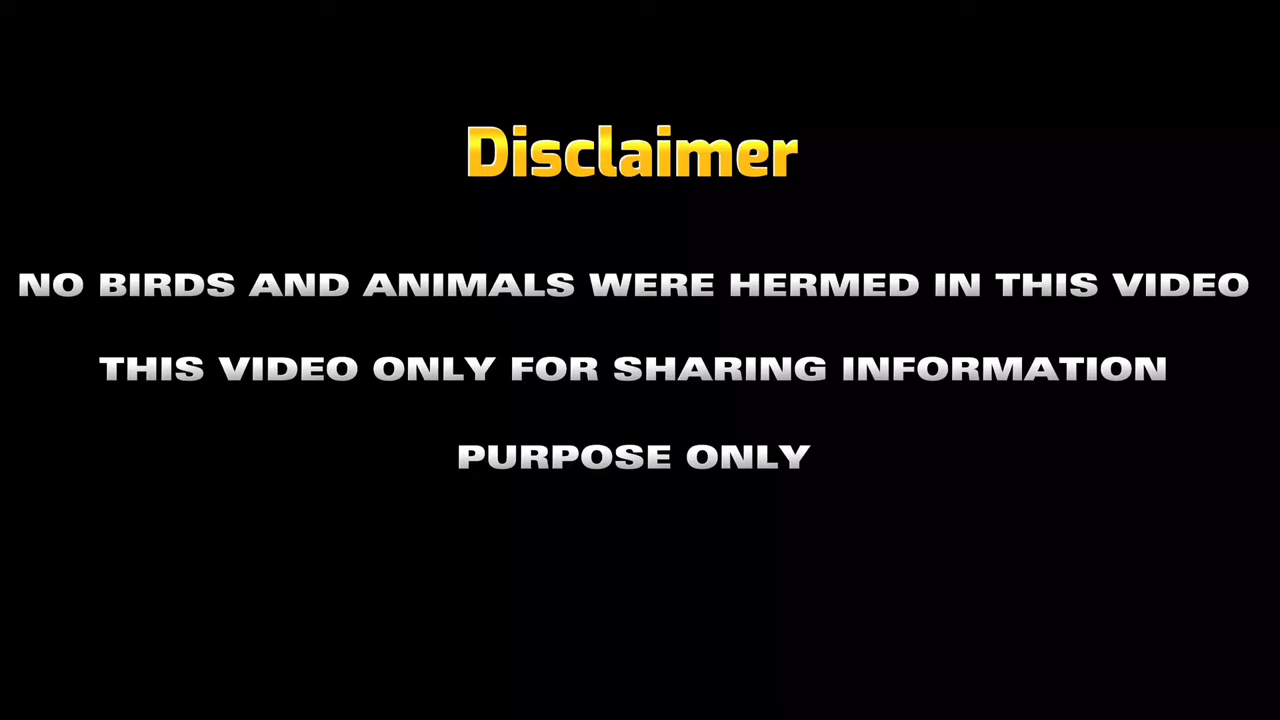 Disclaimer
NO BIRDS AND ANIMALS WERE HERMED IN THIS VIDEO
THIS VIDEO ONLY FOR SHARING INFORMATION
PURPOSE ONLY